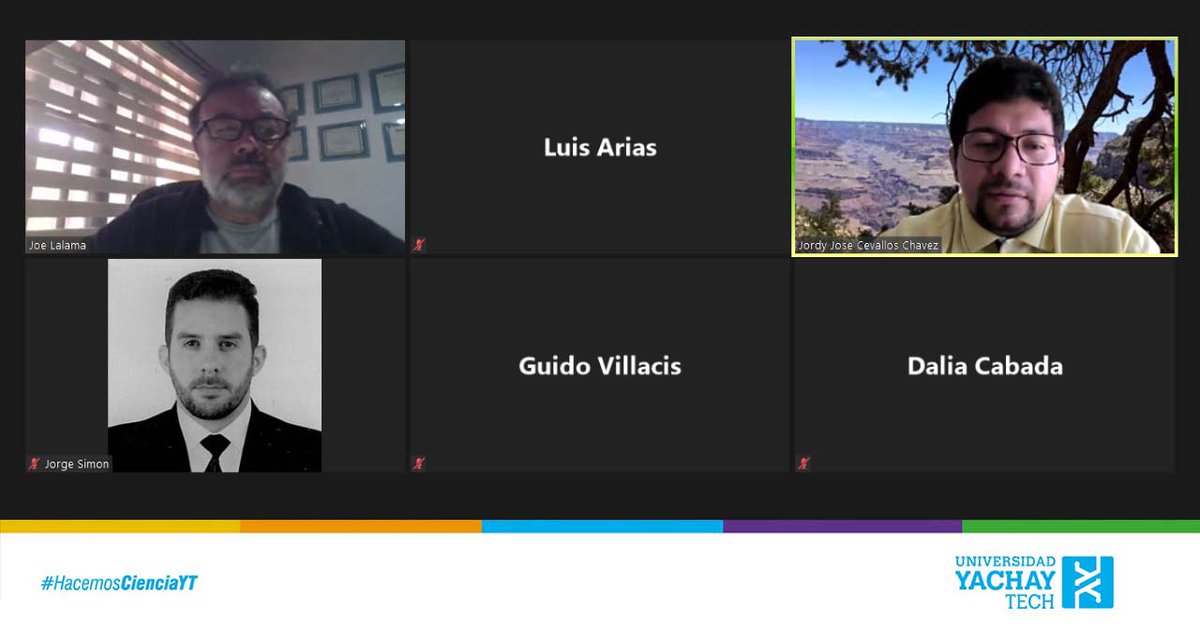 Luis Arias
Joe Lalama
Jordy Jose Cevallos Chavez
Jorge Simon
Guido Villacis
Dalia Cabada
#HacemosCienciaYT
UNIVERSIDAD
YACHAY
TECH